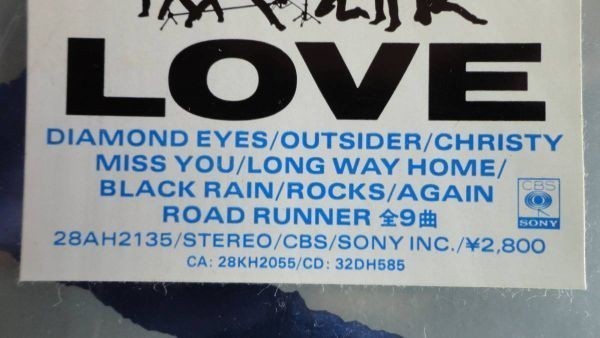 LOVE
DIAMOND EYES/OUTSIDER/CHRISTY
MISS YOU/LONG WAY HOME/
BLACK RAIN/ROCKS/AGAIN
ROAD RUNNER 全9曲
CBS
SONY
28AH2135/STEREO/CBS/SONY INC./¥2,800
CA: 28KH2055/CD: 32DH585